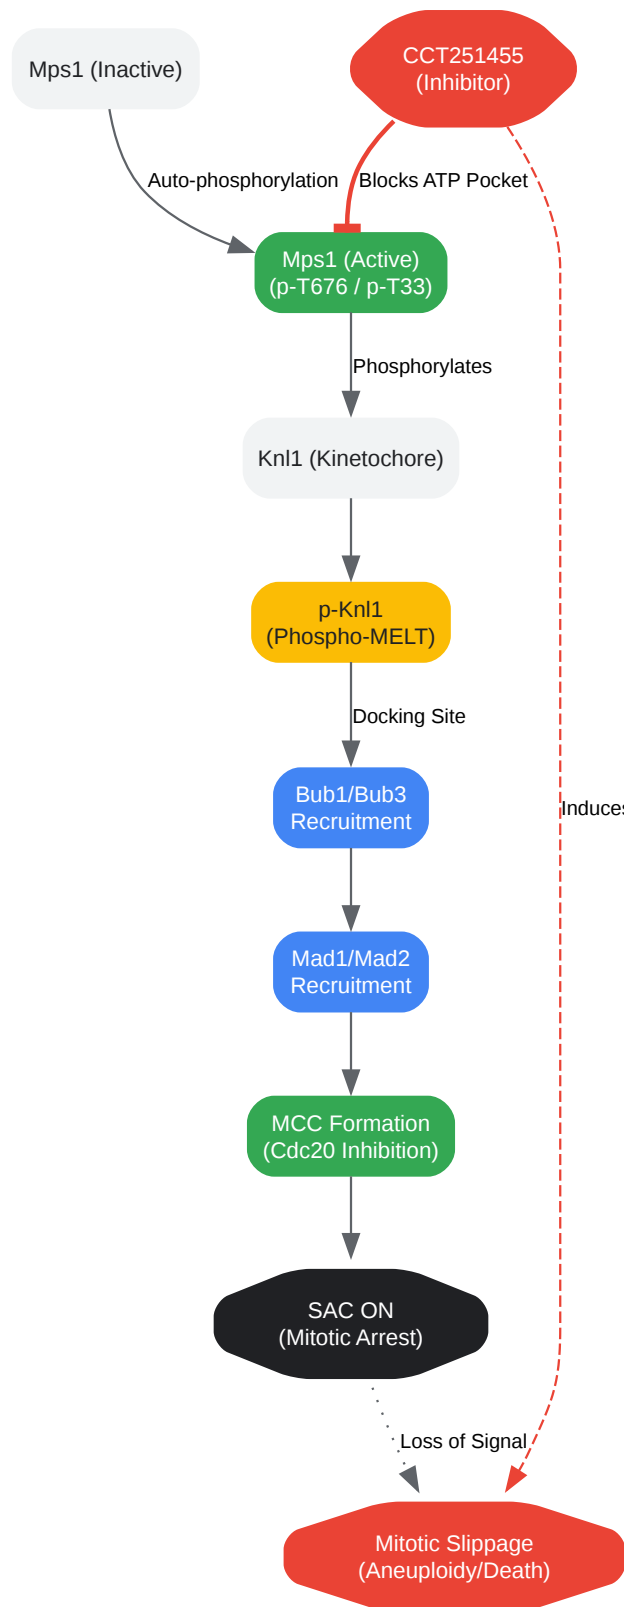 Mps1 (Inactive)
CCT251455
(Inhibitor)
Auto-phosphorylation
Blocks ATP Pocket
Mps1 (Active)
(p-T676 / p-T33)
Phosphorylates
Knl1 (Kinetochore)
p-Knl1
(Phospho-MELT)
Docking Site
Bub1/Bub3
Recruitment
Induces
Mad1/Mad2
Recruitment
MCC Formation
(Cdc20 Inhibition)
SAC ON
(Mitotic Arrest)
Loss of Signal
Mitotic Slippage
(Aneuploidy/Death)